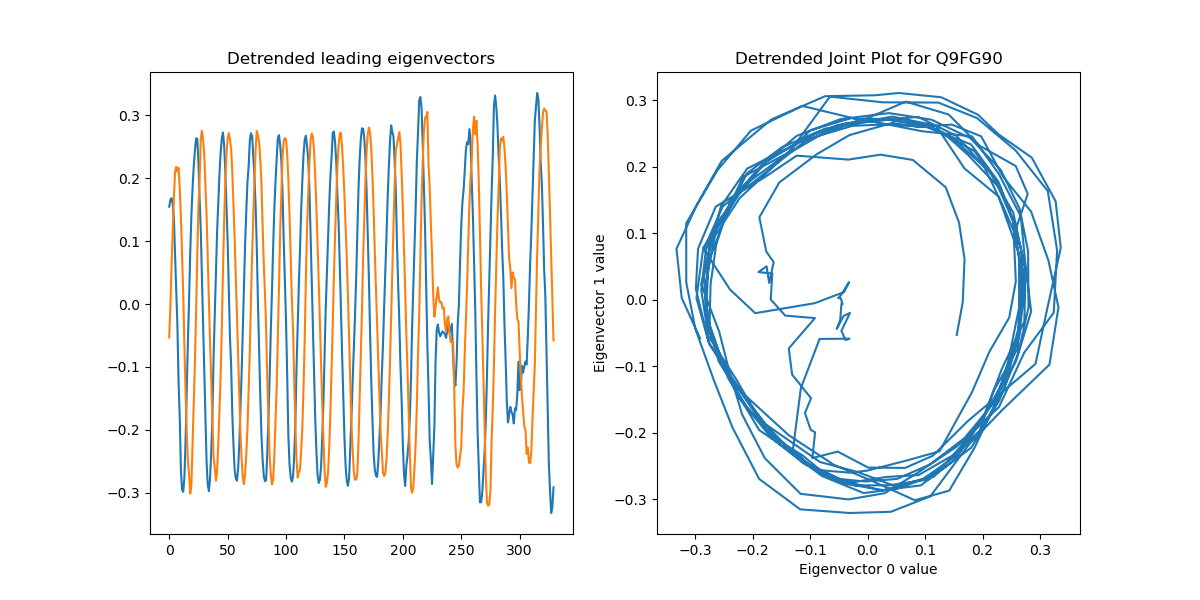 Detrended leading eigenvectors
0.3
0.2
0.1
0.0
−0.1
−0.2
−0.3
0 50 100 150 200 250 300
Detrended Joint Plot for Q9FG90
Eigenvector 1 value
0.3
0.2
0.1
0.0
−0.1
−0.2
−0.3
−0.3 −0.2 −0.1 0.0 0.1 0.2 0.3
Eigenvector 0 value